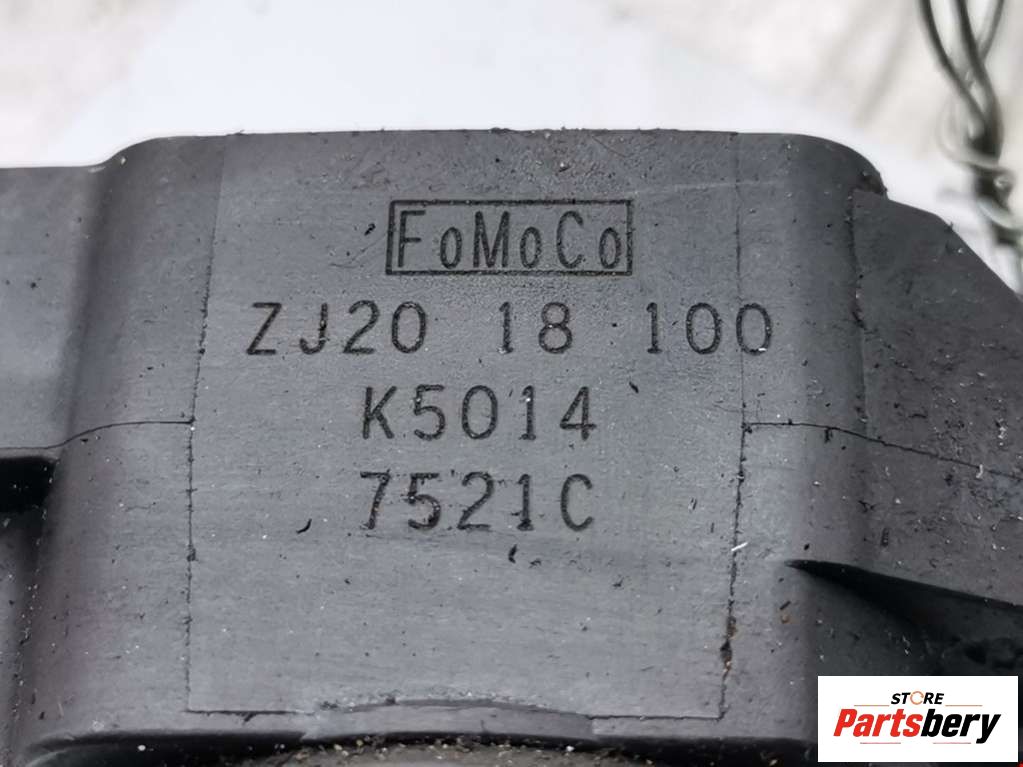 FoMoCo
ZJ20 18 100
K5014
7521C
STORE
Partsbery